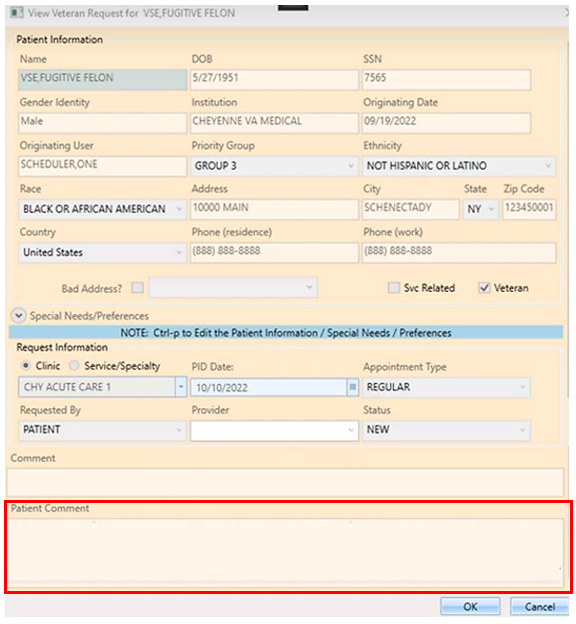 View Veteran Request for VSE,FUGITIVE FELON
Patient Information
Name DOB SSN
VSE,FUGITIVE FELON 5/27/1951 7565
Gender Identity Institution Originating Date
Male CHEYENNE VA MEDICAL 09/19/2022
Originating User Priority Group Ethnicity
SCHEDULER,ONE GROUP 3 NOT HISPANIC OR LATINO
Race Address City State Zip Code
BLACK OR AFRICAN AMERICAN 10000 MAIN SCHENECTADY NY 123450001
Country Phone (residence) Phone (work)
United States (888) 888-8888 (888) 888-8888
Bad Address? Svc Related Veteran
Special Needs/Preferences
NOTE: Ctrl-p to Edit the Patient Information / Special Needs / Preferences
Request Information
Clinic Service/Specialty PID Date: Appointment Type
CHY ACUTE CARE 1 10/10/2022 REGULAR
Requested By Provider Status
PATIENT NEW
Comment
Patient Comment
OK Cancel